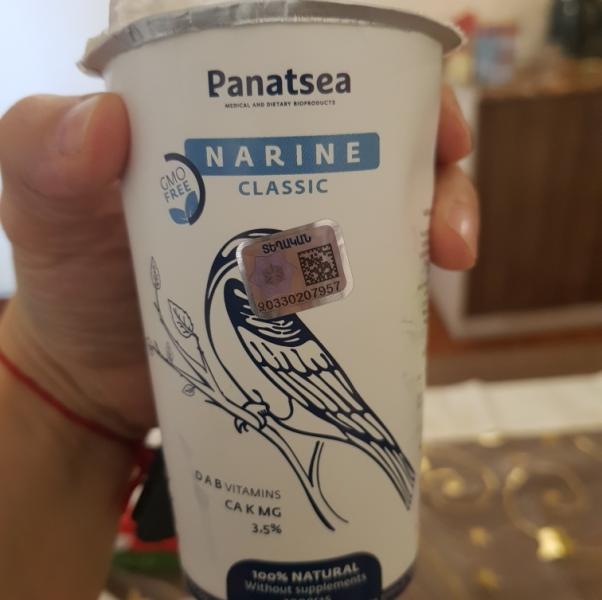 Panatsea
MEDICAL AND DIETARY BIOPRODUCTS
NARINE
CLASSIC
GMO
FREE
ՏԵՂԱԿԱՆ
0330207957
D A B VITAMINS
CA K MG
3,5%
100% NATURAL
Without supplements